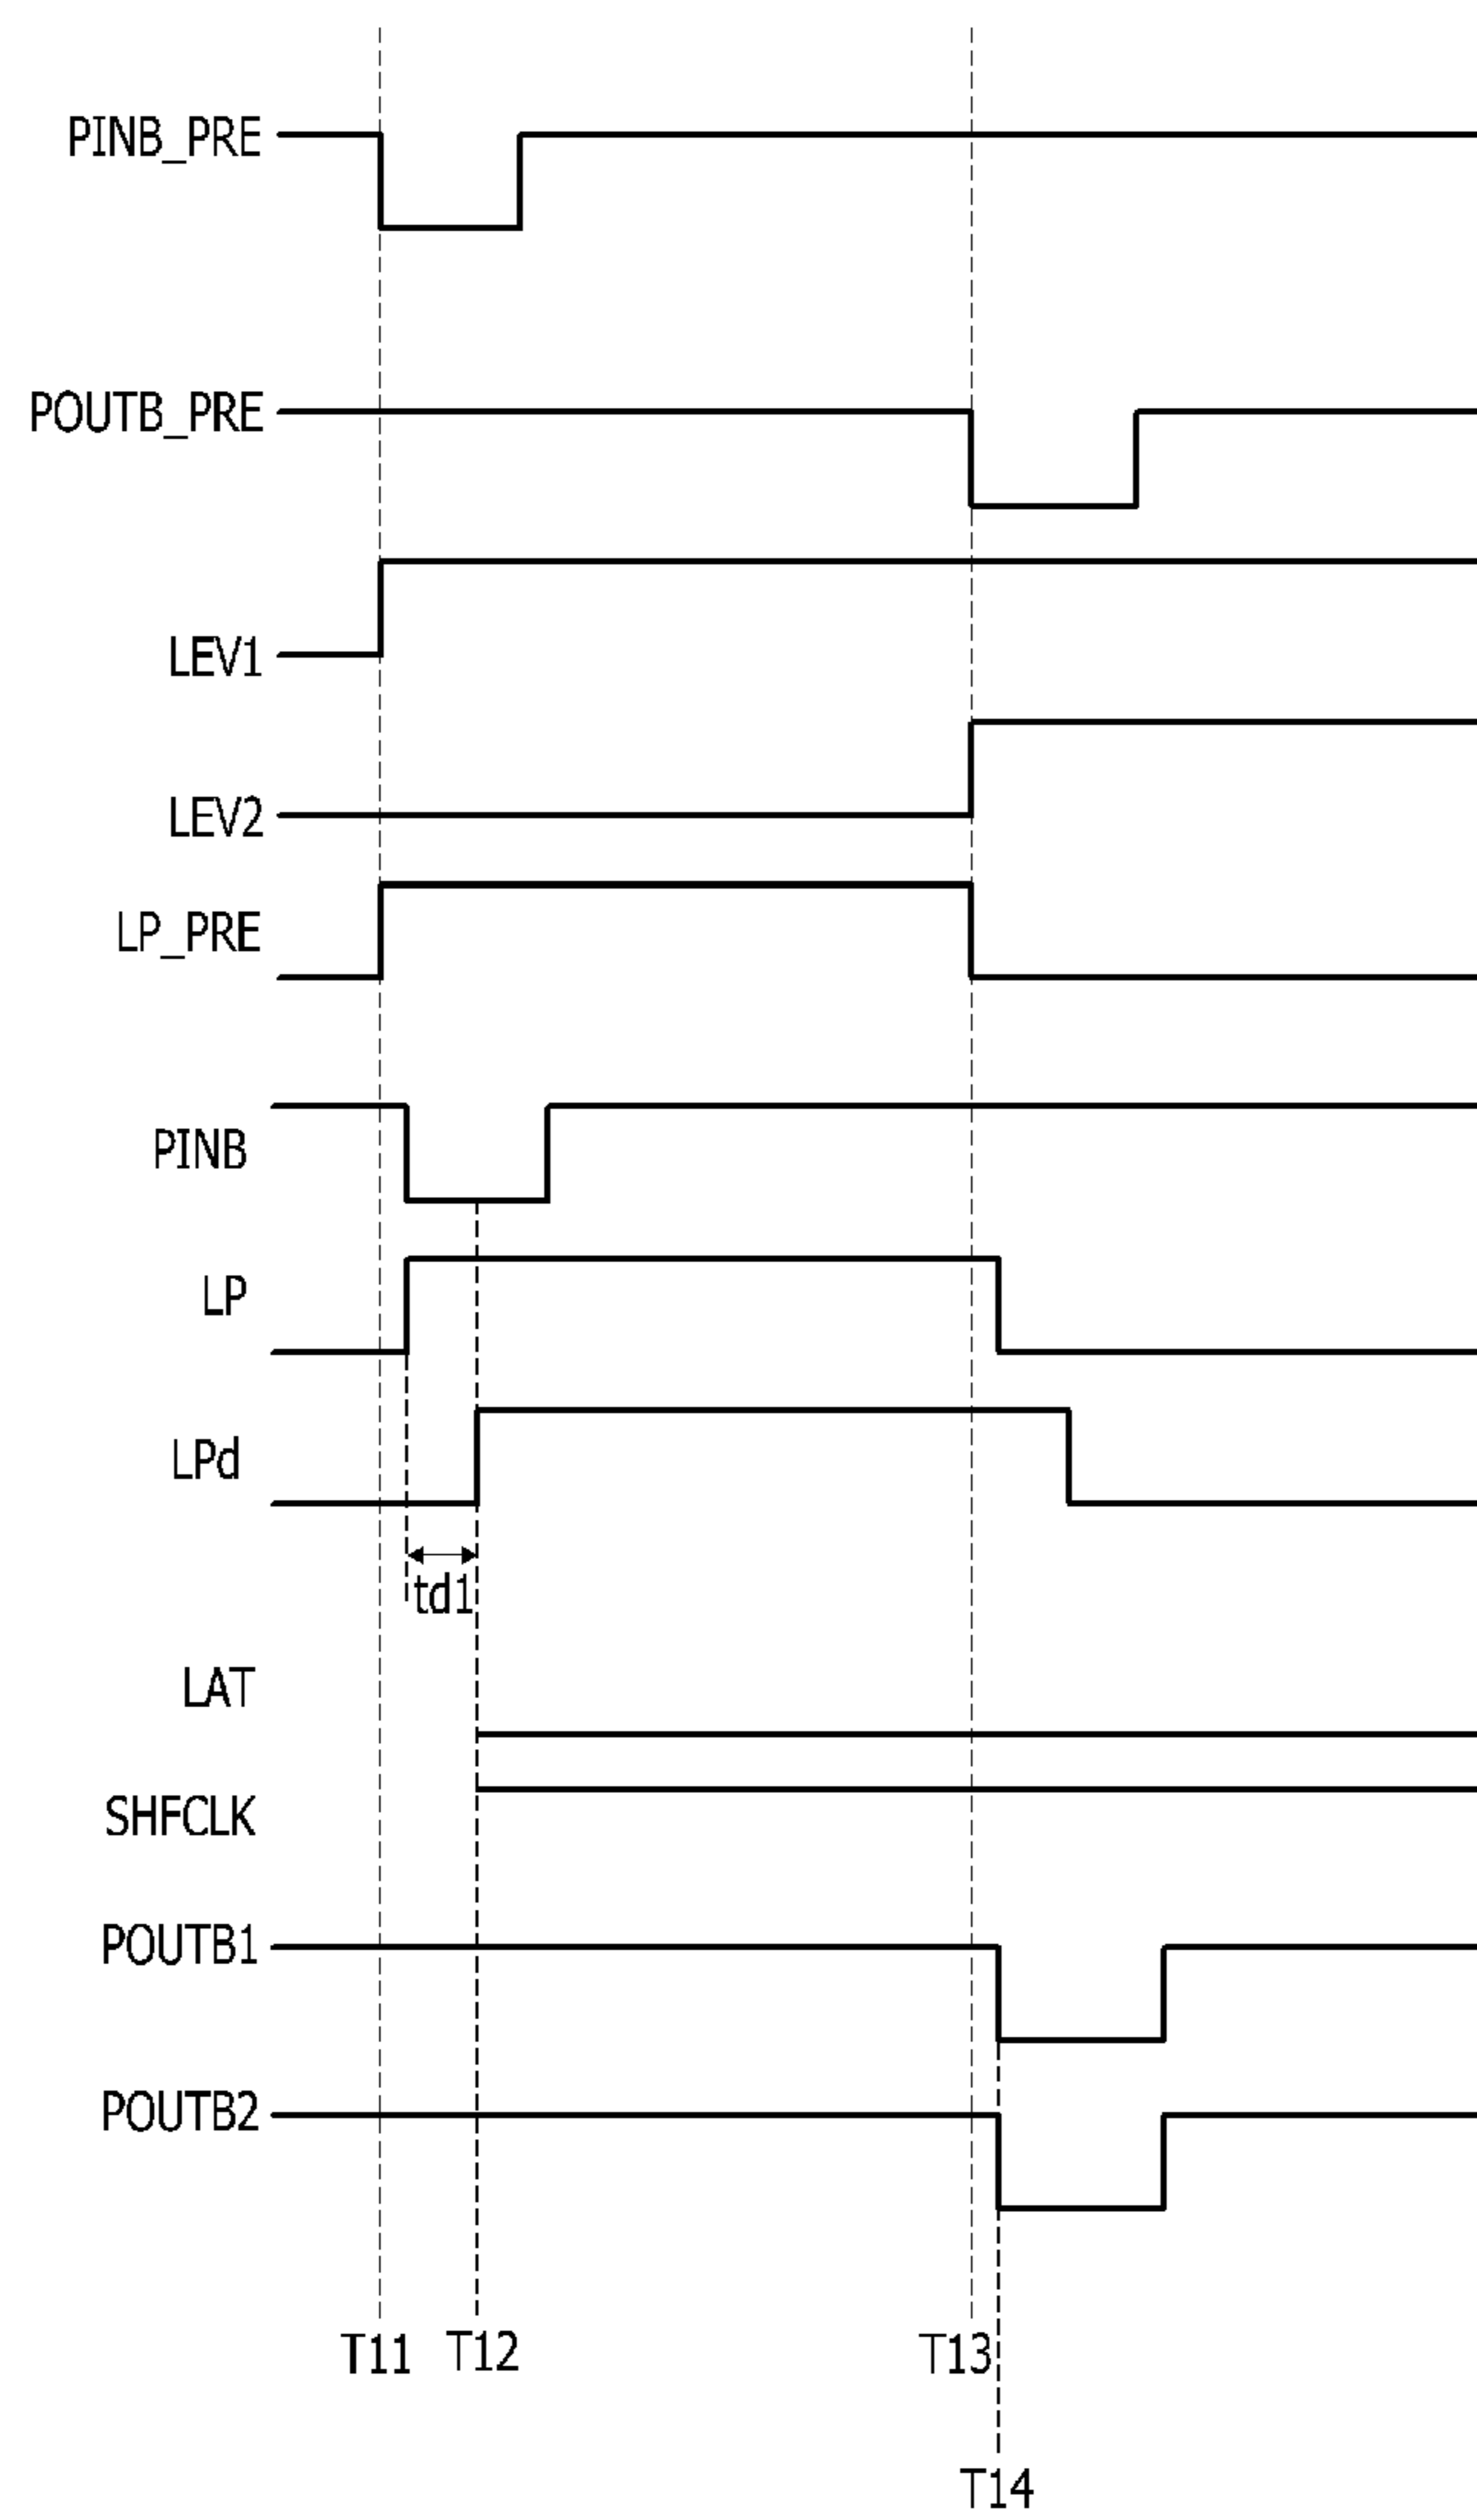 PINB_PRE
POUTB_PRE
LEV1
LEV2
LP_PRE
PINB
LP
LPd
td1
LAT
SHFCLK
POUTB1
POUTB2
T11 T12 T13
T14